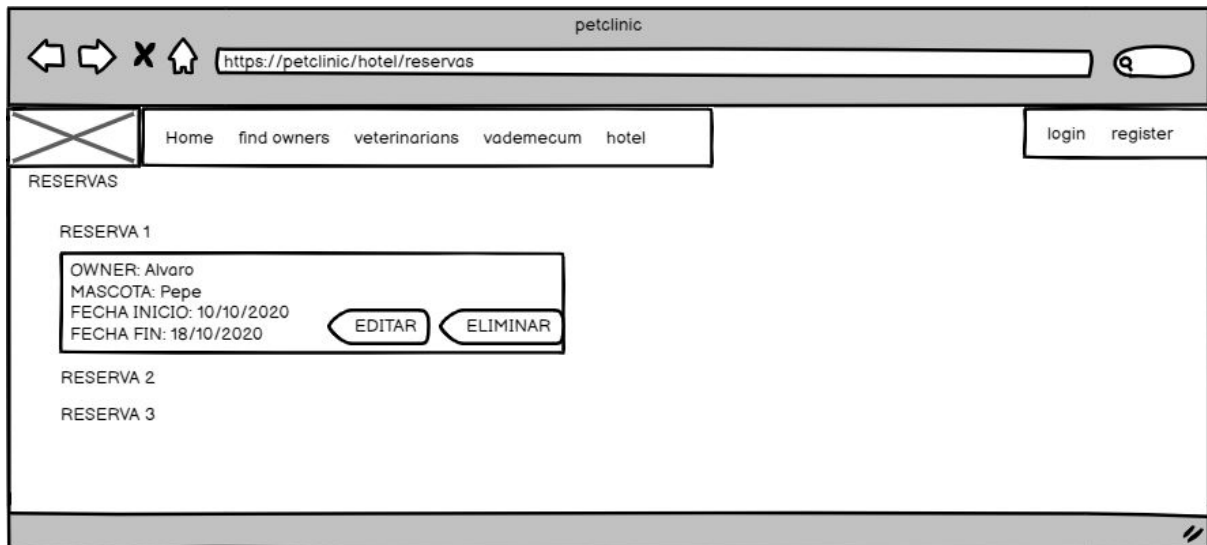 petclinic
https://petclinic/hotel/reservas
Home find owners veterinarians vademecum hotel
login register
RESERVAS
RESERVA 1
OWNER: Alvaro
MASCOTA: Pepe
FECHA INICIO: 10/10/2020
FECHA FIN: 18/10/2020
EDITAR ELIMINAR
RESERVA 2
RESERVA 3